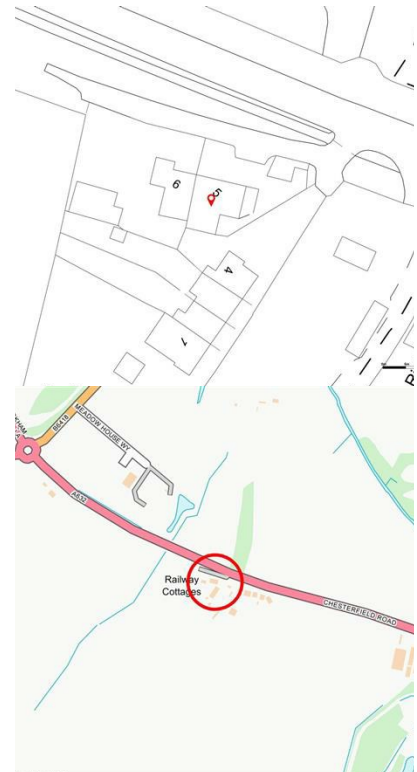 6
5
4
1
MEADOW HOUSE WY
B6418
A632
Railway
Cottages
CHESTERFIELD ROAD